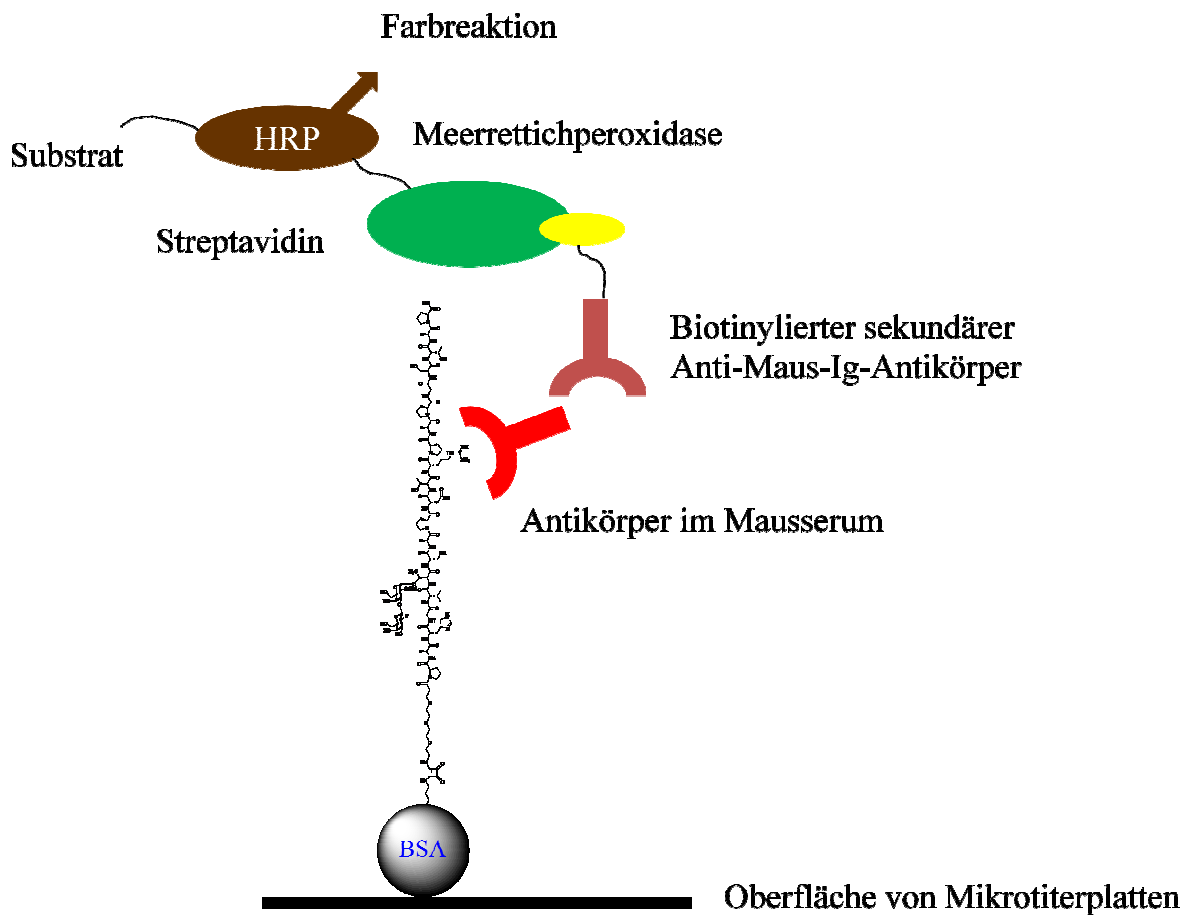 Farbreaktion
HRP
Meerrettichperoxidase
Substrat
Streptavidin
Biotinylierter sekundärer
Anti-Maus-Ig-Antikörper
Antikörper im Mausserum
BSA
Oberfläche von Mikrotiterplatten